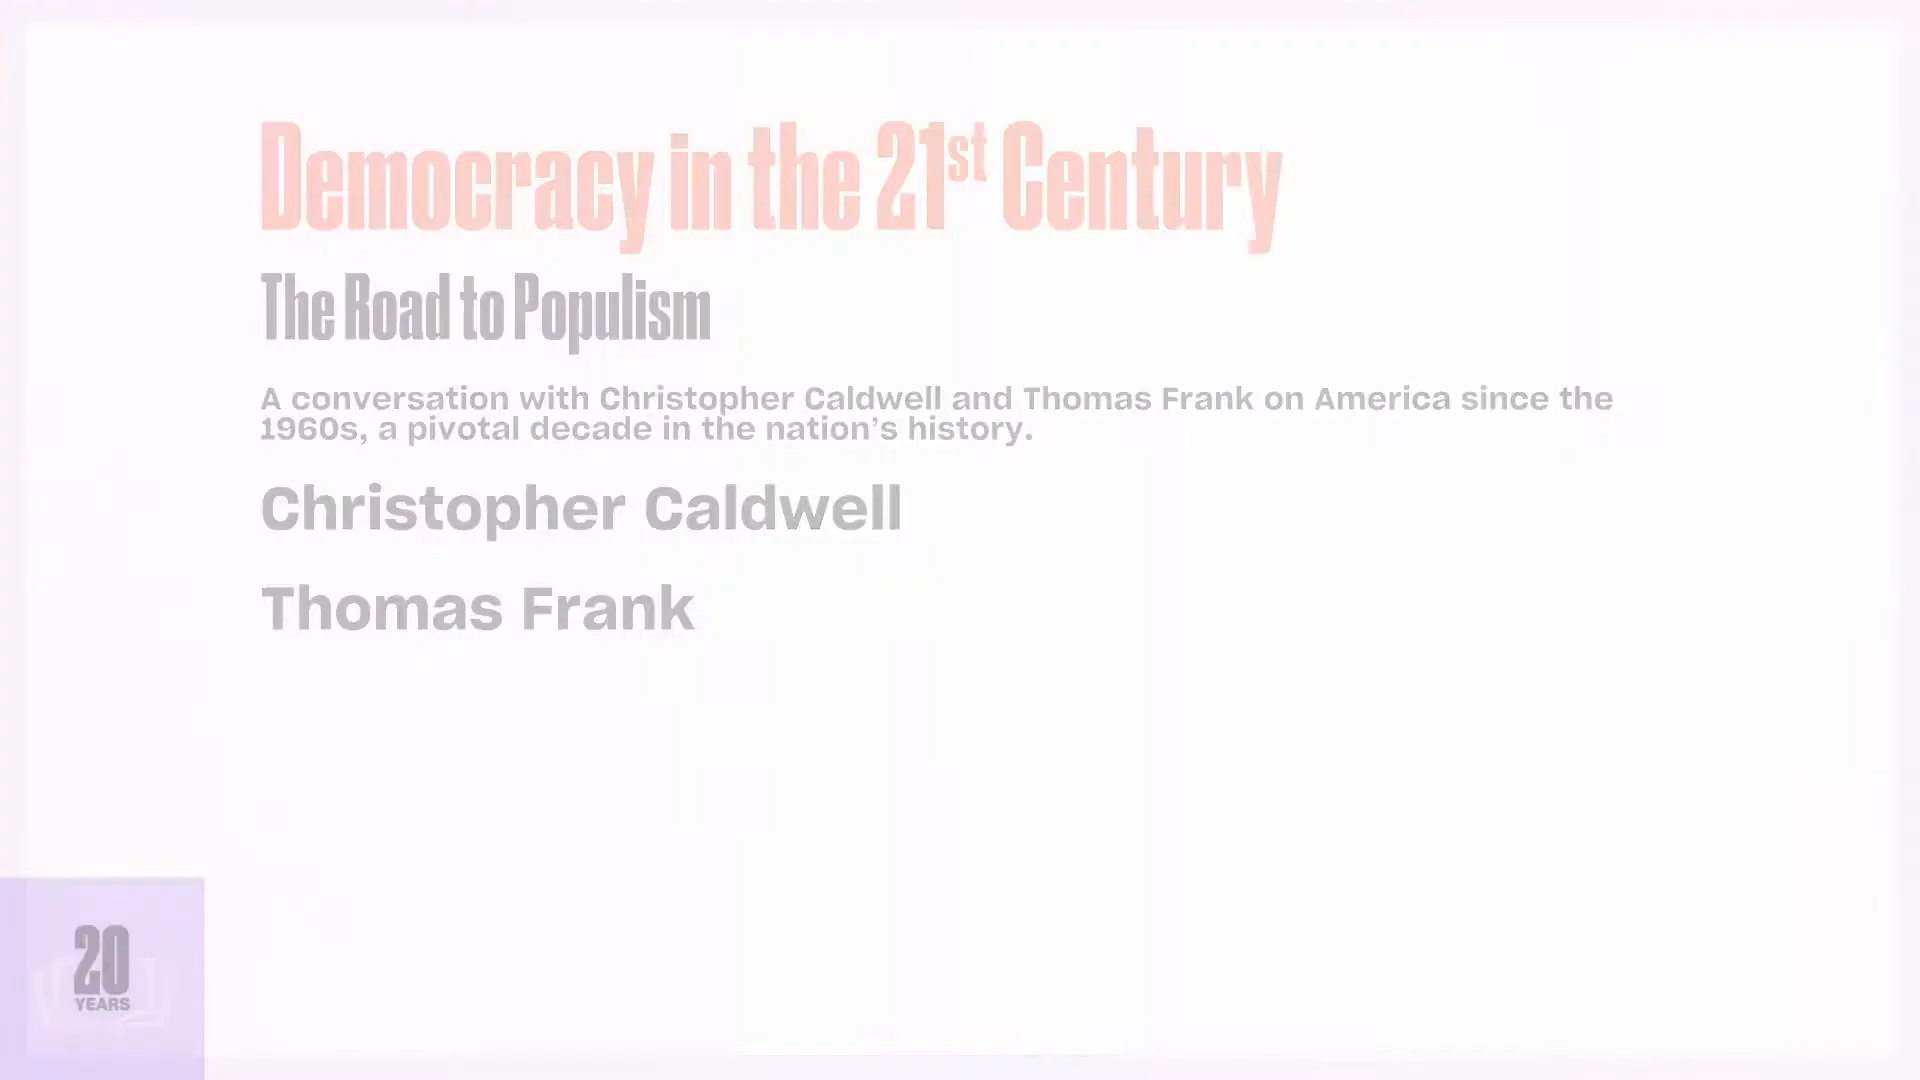 Democracy in the 21st Century
The Road to Populism
A conversation with Christopher Caldwell and Thomas Frank on America since the
1960s, a pivotal decade in the nation’s history.
Christopher Caldwell
Thomas Frank
20
YEARS